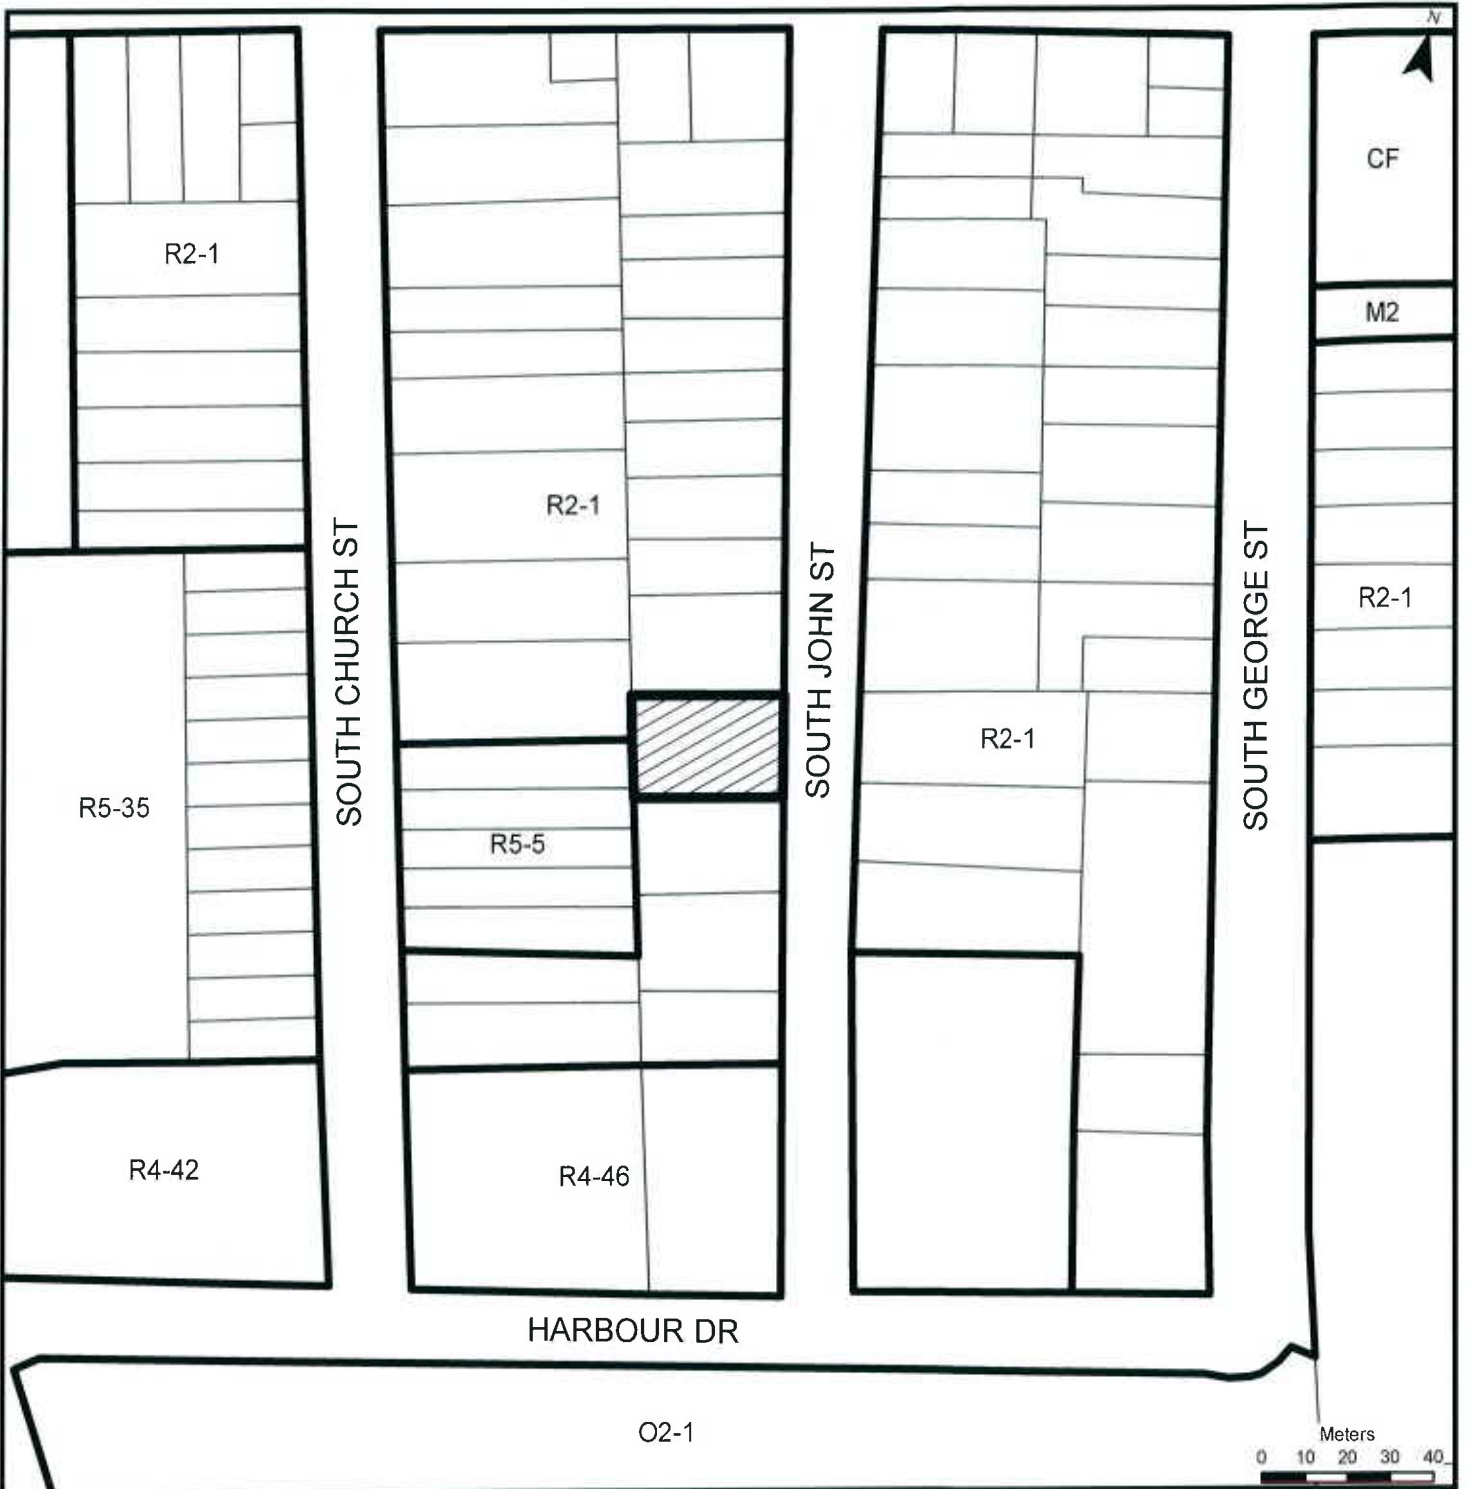 N
CF
R2-1
M2
R2-1
SOUTH CHURCH ST
SOUTH JOHN ST
SOUTH GEORGE ST
R2-1
R2-1
R5-35
R5-5
R4-42
R4-46
HARBOUR DR
O2-1
Meters
0 10 20 30 40